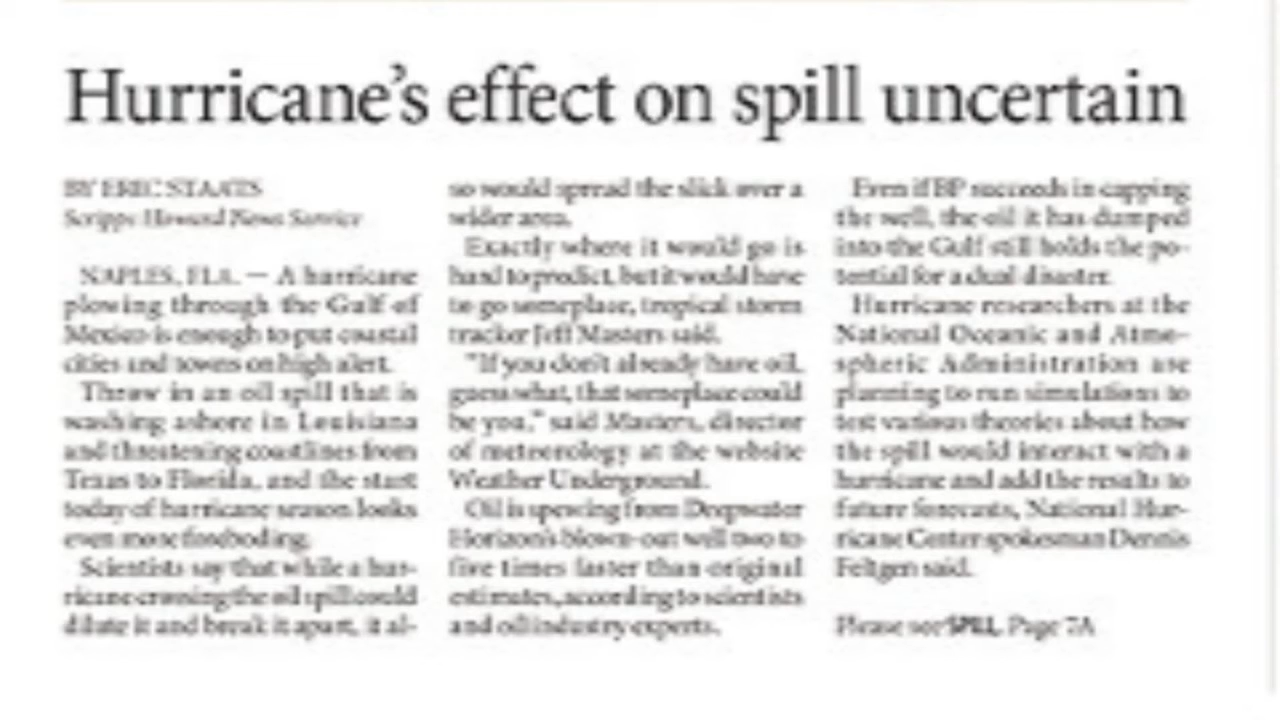 Hurricane's effect on spill uncertain
BY ERIC STAATS
Scripps Howard News Service
NAPLES, FLA. — A hurricane
plowing through the Gulf of
Mexico is enough to put coastal
cities and towns on high alert.
Throw in an oil spill that is
washing ashore in Louisiana
and threatening coastlines from
Texas to Florida, and the start
today of hurricane season looks
even more foreboding.
Scientists say that while a hur-
ricane crossing the oil spill could
dilute it and break it apart, it al-
so would spread the slick over a
wider area.
Exactly where it would go is
hard to predict, but it would have
to go someplace, tropical storm
tracker Jeff Masters said.
"If you don't already have oil,
guess what, that someplace could
be you," said Masters, director
of meteorology at the website
Weather Underground.
Oil is spewing from Deepwater
Horizon's blown-out well two to
five times faster than original
estimates, according to scientists
and oil industry experts.
Even if BP succeeds in capping
the well, the oil it has dumped
into the Gulf still holds the po-
tential for a dual disaster.
Hurricane researchers at the
National Oceanic and Atmo-
spheric Administration are
planning to run simulations to
test various theories about how
the spill would interact with a
hurricane and add the results to
future forecasts, National Hur-
ricane Center spokesman Dennis
Feltgen said.
Please see SPILL, Page 7A